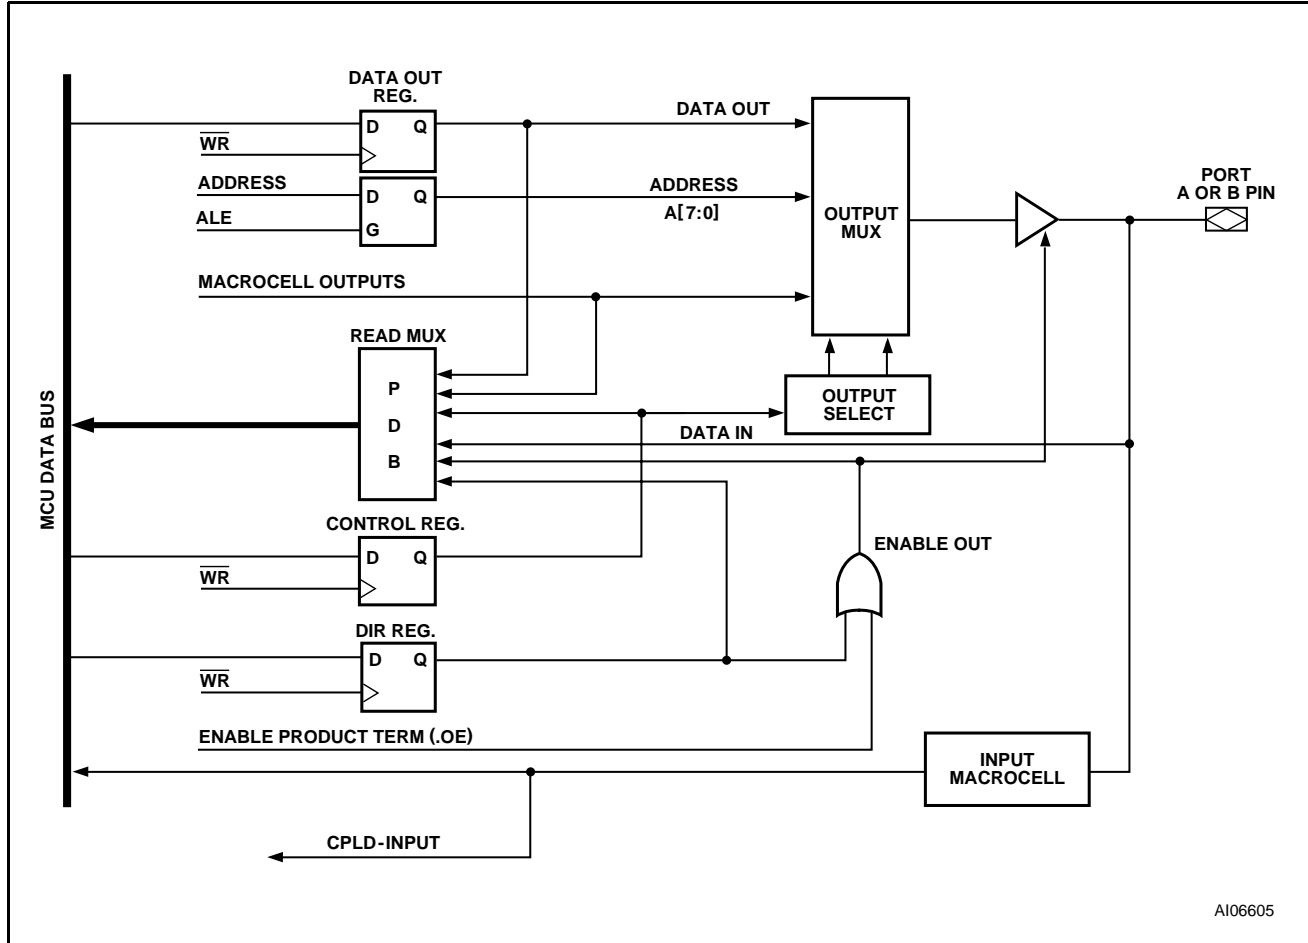 DATA OUT
REG.
D Q
WR
DATA OUT
ADDRESS
D Q
ALE
G
ADDRESS
A[7:0]
OUTPUT
MUX
PORT
A OR B PIN
MACROCELL OUTPUTS
READ MUX
P
D
B
OUTPUT
SELECT
DATA IN
MCU DATA BUS
CONTROL REG.
D Q
WR
ENABLE OUT
DIR REG.
D Q
WR
ENABLE PRODUCT TERM (.OE)
INPUT
MACROCELL
CPLD-INPUT
AI06605